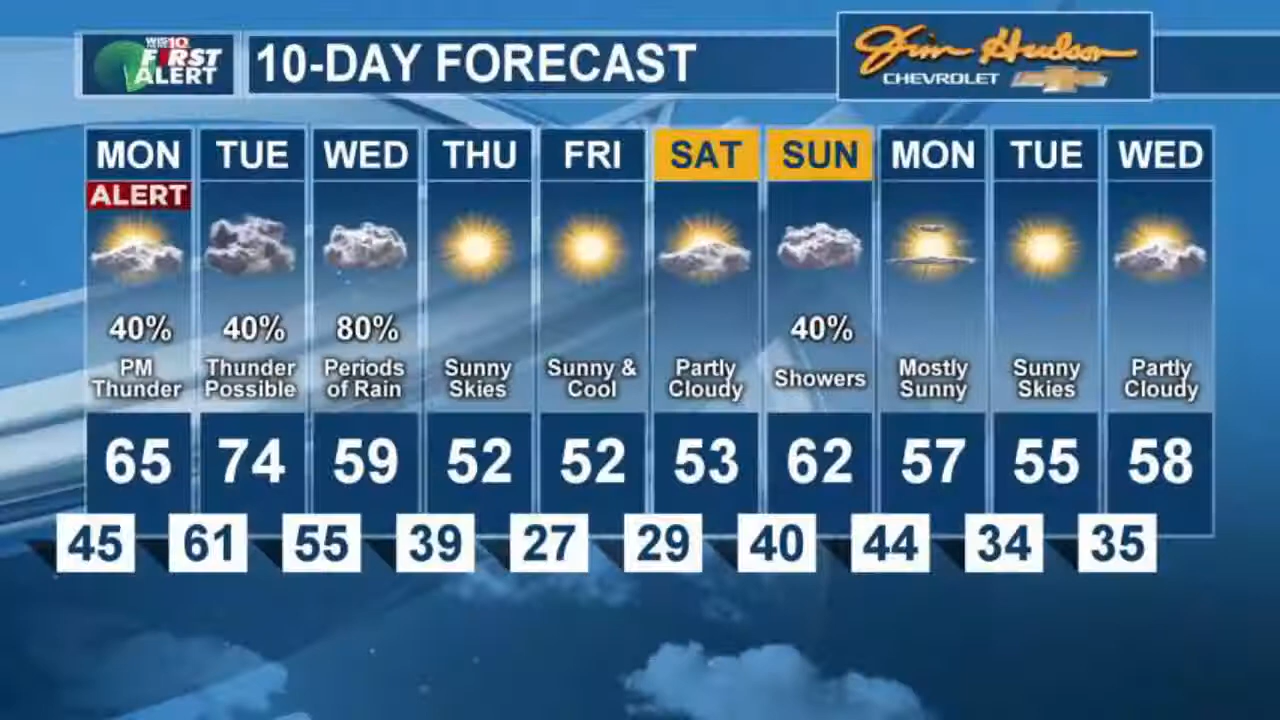 WIS 10
FIRST
ALERT
10-DAY FORECAST
Jim Hudson
CHEVROLET
MON TUE WED THU FRI SAT SUN MON TUE WED
ALERT
40% 40% 80% 40%
PM Thunder Periods Sunny Sunny & Partly Showers Mostly Sunny Partly
Thunder Possible of Rain Skies Cool Cloudy Sunny Skies Cloudy
65 74 59 52 52 53 62 57 55 58
45 61 55 39 27 29 40 44 34 35